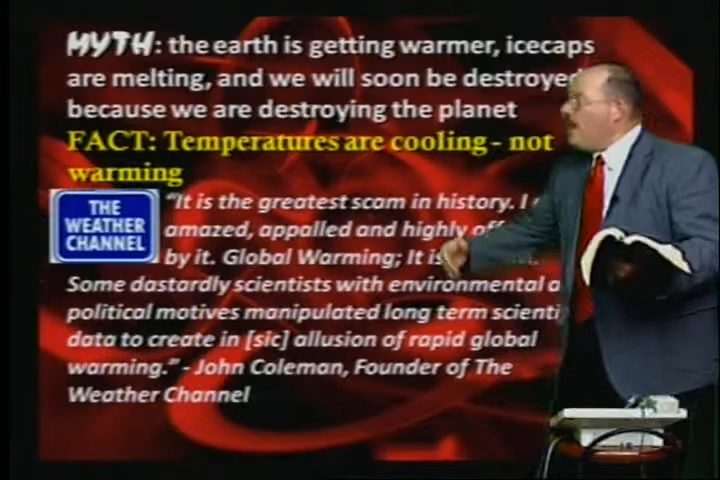 MYTH: the earth is getting warmer, icecaps
are melting, and we will soon be destroyed
because we are destroying the planet
FACT: Temperatures are cooling - not
warming
THE
WEATHER
CHANNEL
"It is the greatest scam in history. I
amazed, appalled and highly
by it. Global Warming; It is
Some dastardly scientists with environmental
political motives manipulated long term
data to create in [sic] allusion of rapid global
warming." - John Coleman, Founder of The
Weather Channel